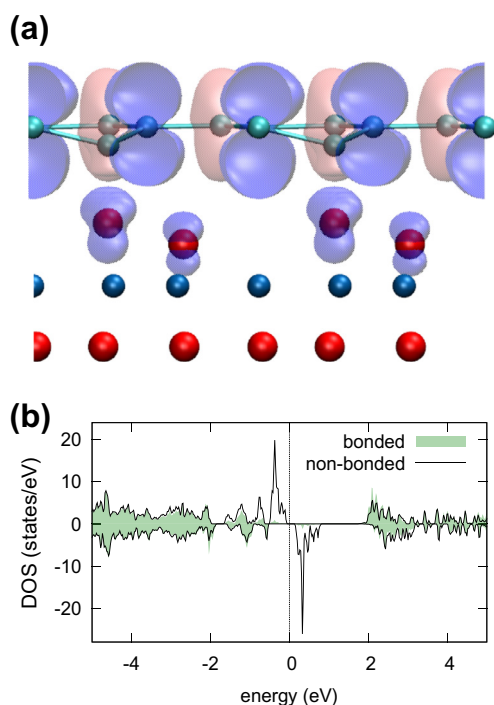 (a)
(b)
bonded
non-bonded
20
10
0
-10
-20
DOS (states/eV)
-4
-2
0
2
4
energy (eV)